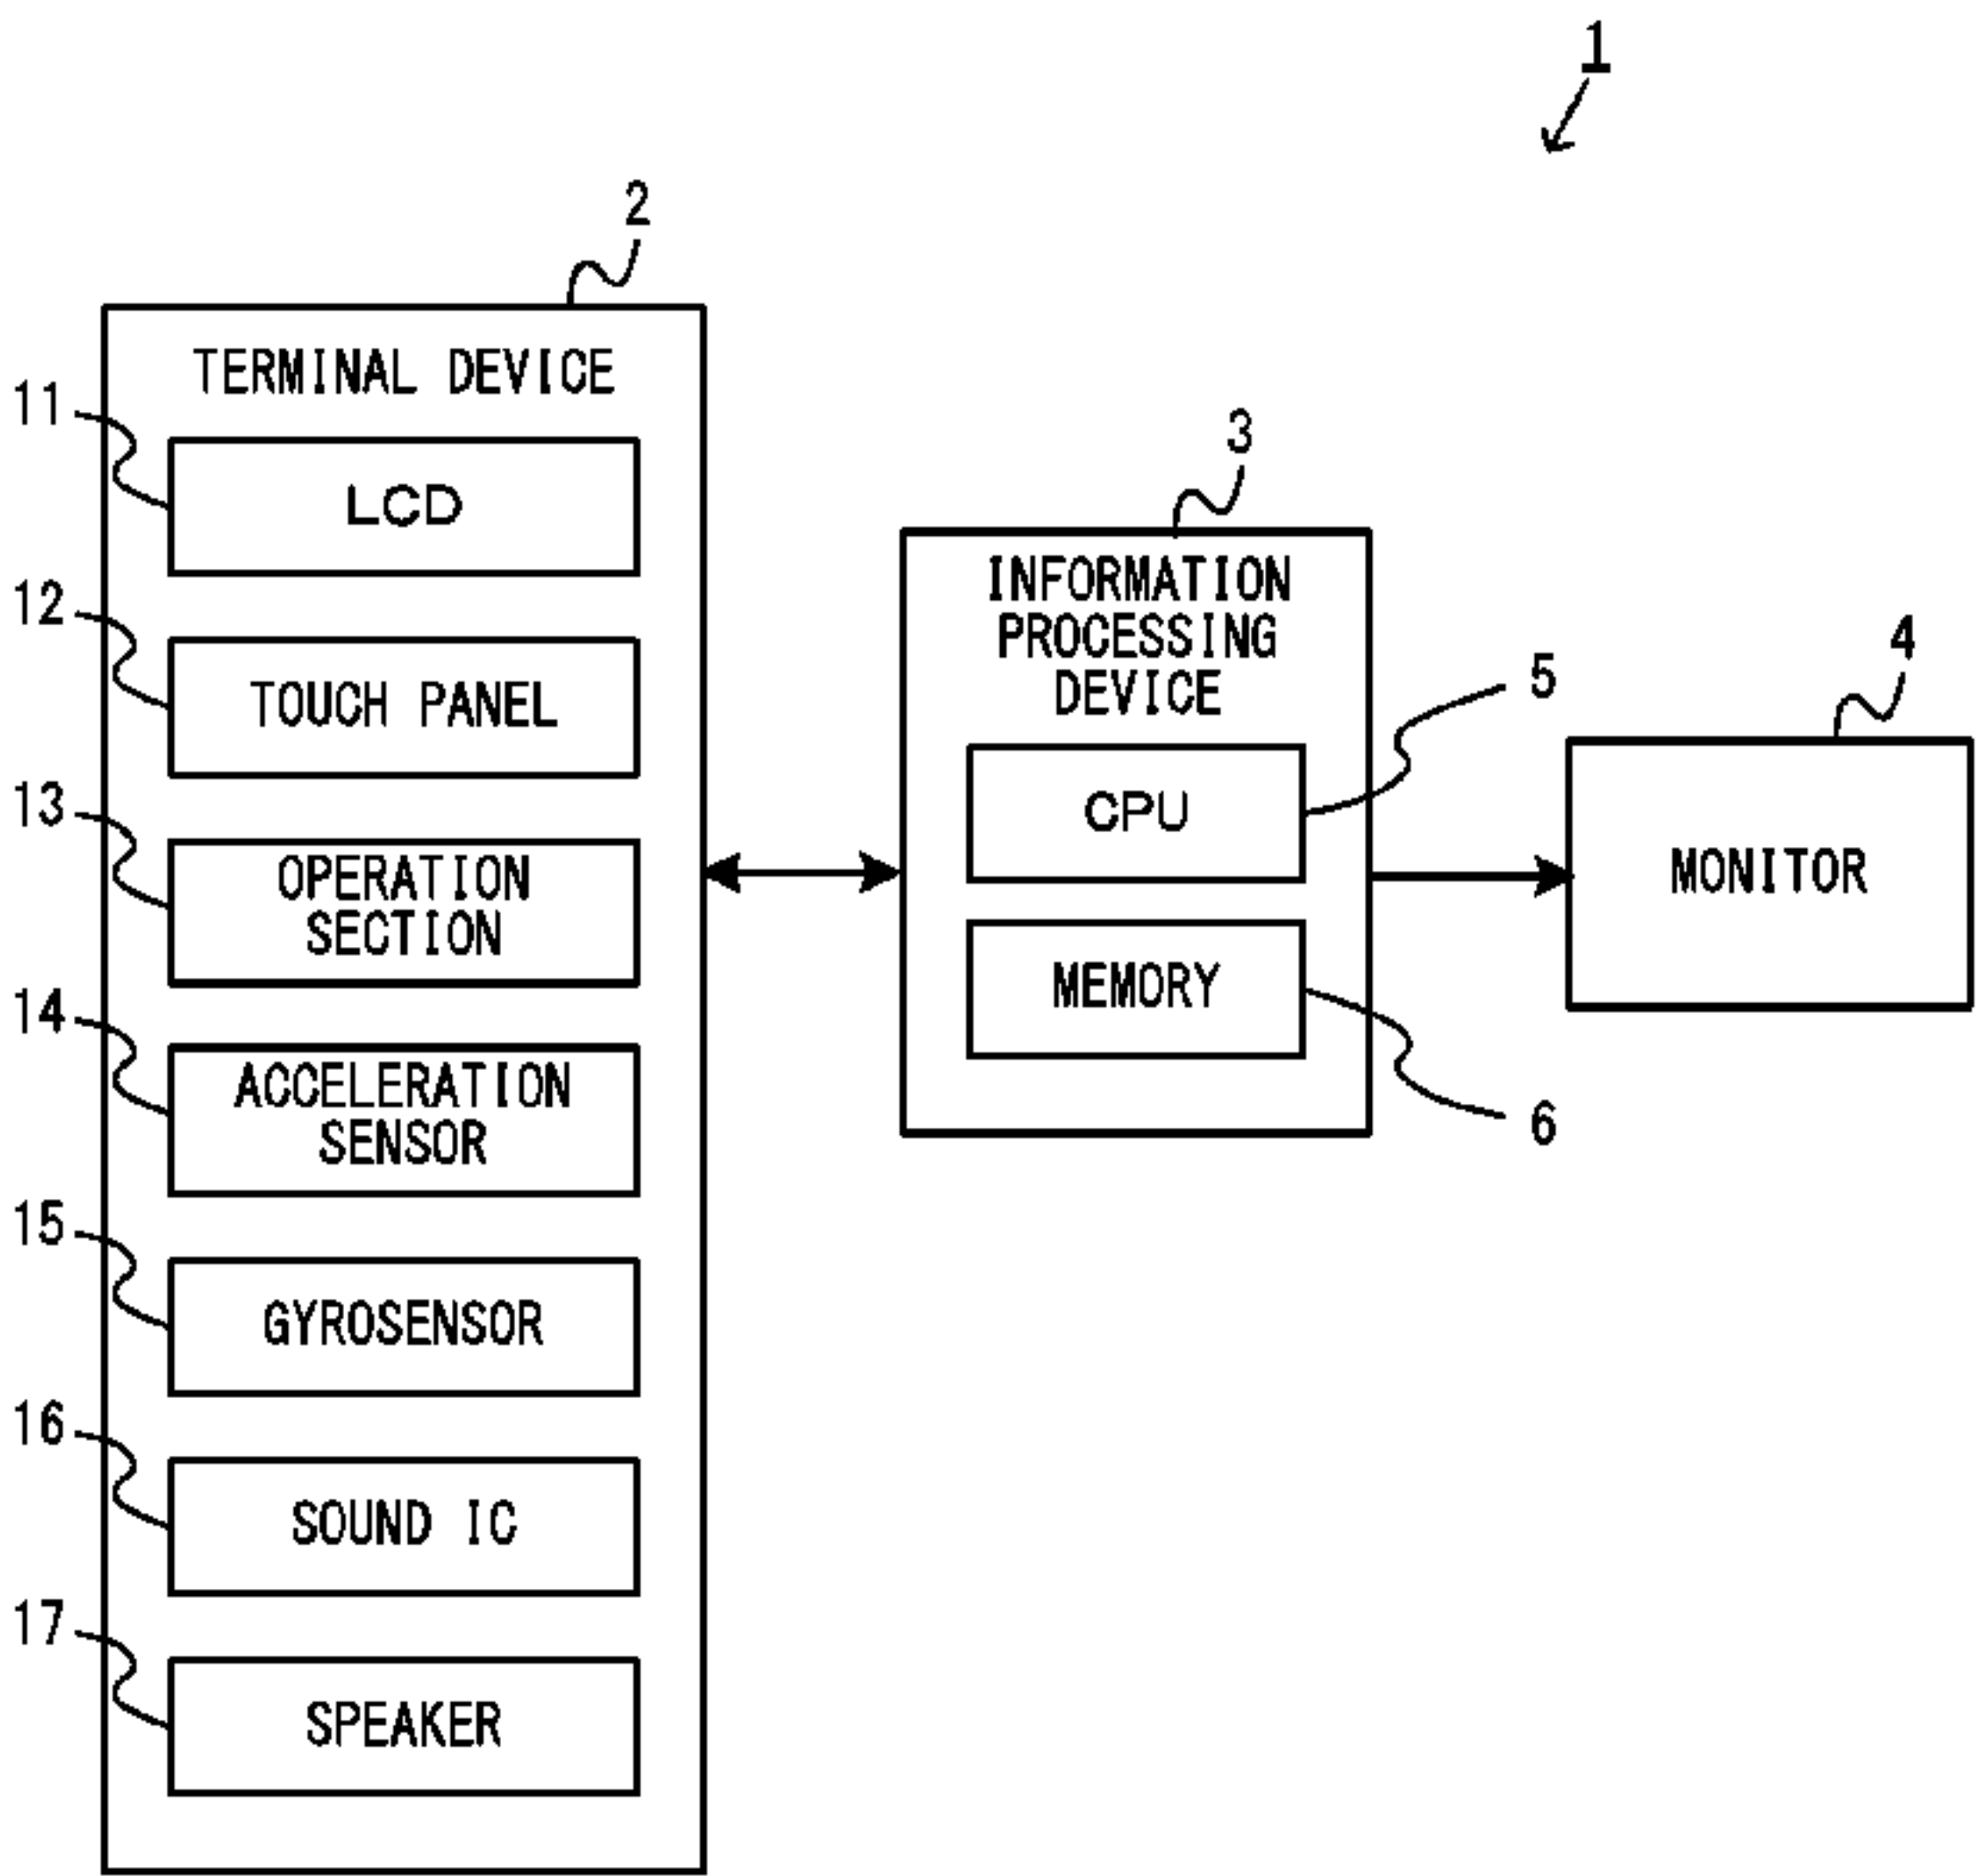 1
2
TERMINAL DEVICE
11
LCD
12
TOUCH PANEL
13
OPERATION
SECTION
14
ACCELERATION
SENSOR
15
GYROSENSOR
16
SOUND IC
17
SPEAKER
3
INFORMATION
PROCESSING
DEVICE
5
CPU
MEMORY
6
4
MONITOR